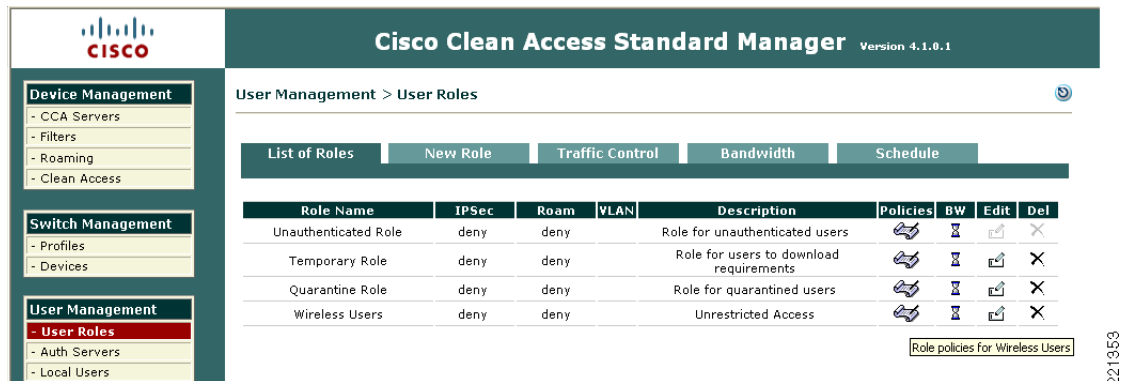 CISCO
Cisco Clean Access Standard Manager Version 4.1.0.1
Device Management
- CCA Servers
- Filters
- Roaming
- Clean Access
Switch Management
- Profiles
- Devices
User Management
- User Roles
- Auth Servers
- Local Users
User Management > User Roles
List of Roles New Role Traffic Control Bandwidth Schedule
Role Name IPSec Roam VLAN Description Policies BW Edit Del
Unauthenticated Role deny deny Role for unauthenticated users
Temporary Role deny deny Role for users to download
requirements
Quarantine Role deny deny Role for quarantined users
Wireless Users deny deny Unrestricted Access
Role policies for Wireless Users
221353